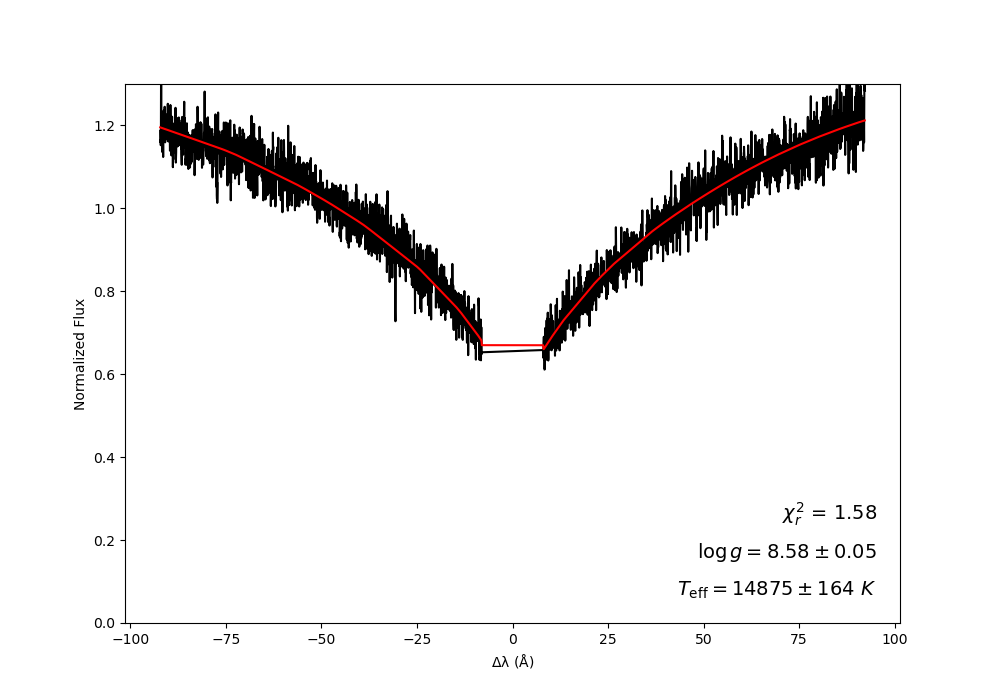 1.2
1.0
0.8
0.6
0.4
0.2
0.0
Normalized Flux
χ²ᵣ = 1.58
log g = 8.58 ± 0.05
T_eff = 14875 ± 164 K
−100 −75 −50 −25 0 25 50 75 100
Δλ (Å)